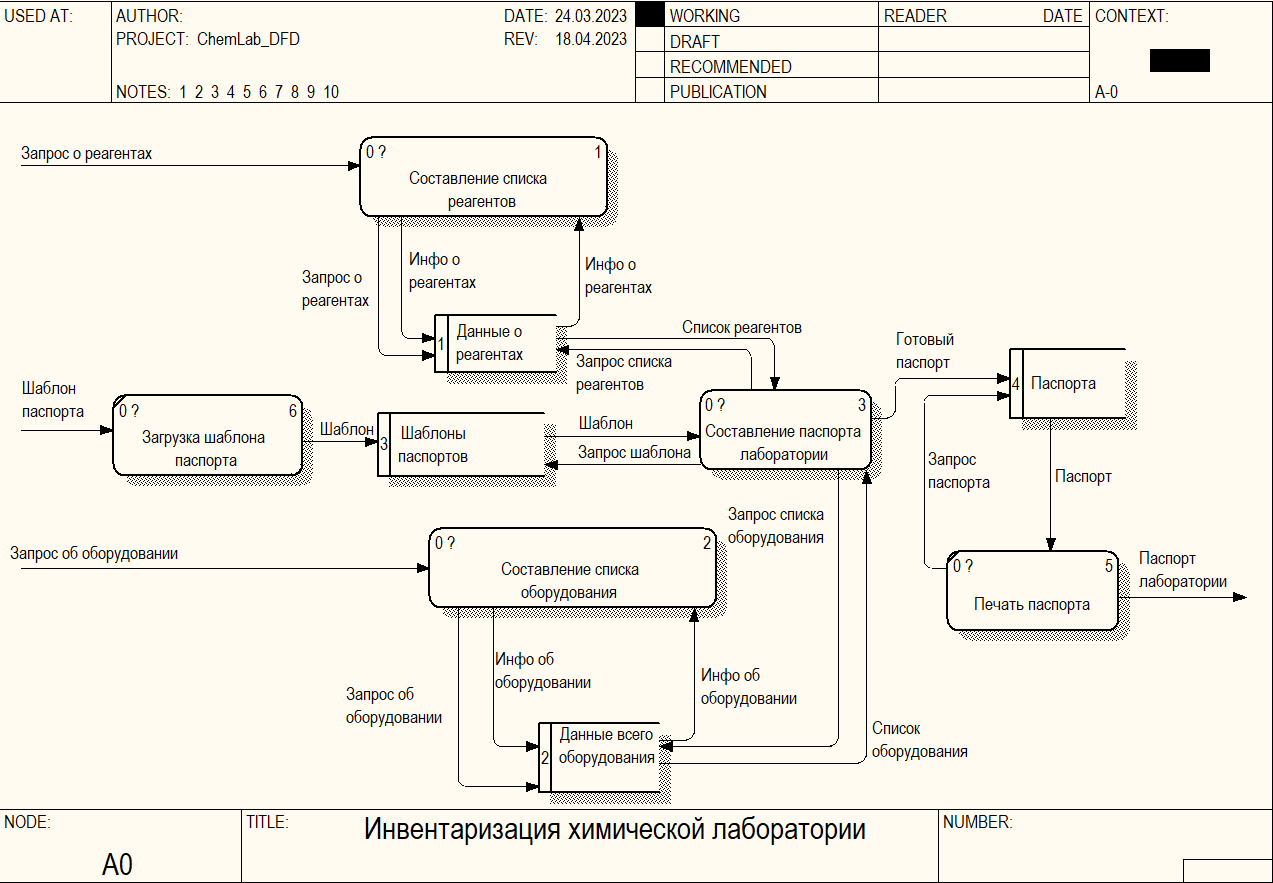 USED AT:
AUTHOR:
DATE: 24.03.2023
PROJECT: ChemLab_DFD
REV: 18.04.2023
NOTES: 1 2 3 4 5 6 7 8 9 10
WORKING
DRAFT
RECOMMENDED
PUBLICATION
READER
DATE
CONTEXT:
A-0
Запрос о реагентах
0 ?
1
Составление списка
реагентов
Запрос о
реагентах
Инфо о
реагентах
Инфо о
реагентах
1
Данные о
реагентах
Список реагентов
Запрос списка
реагентов
Готовый
паспорт
4
Паспорта
Шаблон
паспорта
0 ?
6
Загрузка шаблона
паспорта
Шаблон
3
Шаблоны
паспортов
Шаблон
Запрос шаблона
0 ?
3
Составление паспорта
лаборатории
Запрос
паспорта
Паспорт
Запрос об оборудовании
0 ?
2
Составление списка
оборудования
Запрос списка
оборудования
0 ?
5
Печать паспорта
Паспорт
лаборатории
Запрос об
оборудовании
Инфо об
оборудовании
Инфо об
оборудовании
2
Данные всего
оборудования
Список
оборудования
NODE:
A0
TITLE:
Инвентаризация химической лаборатории
NUMBER: